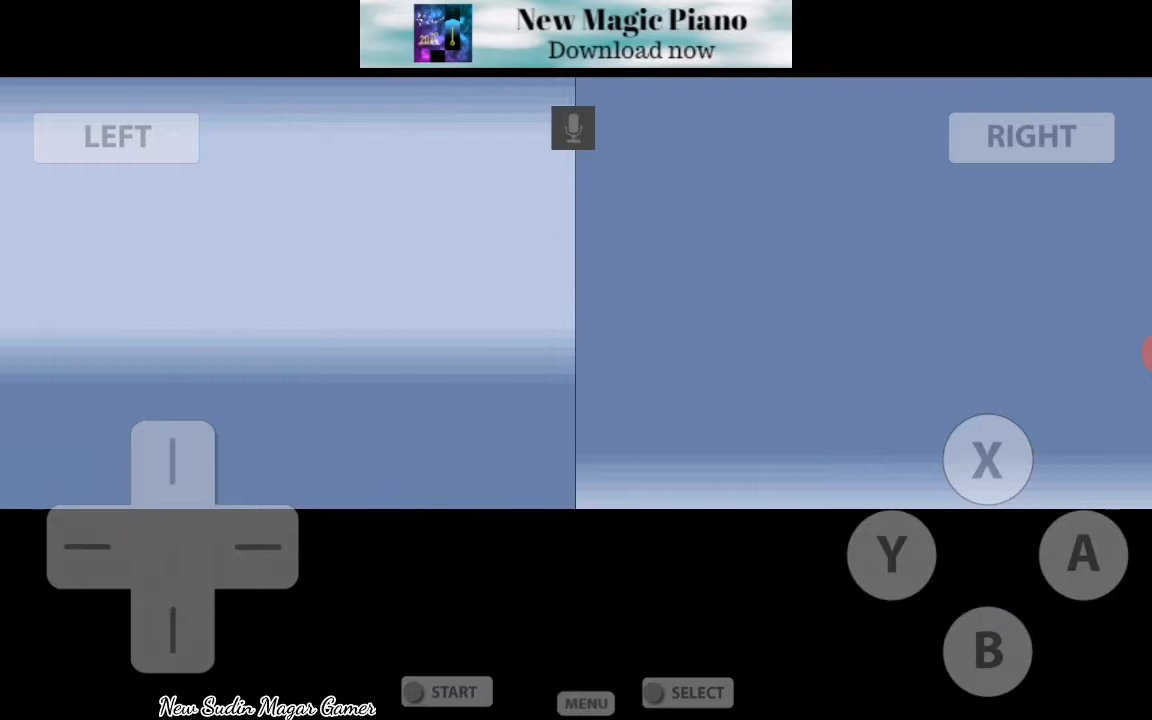 New Magic Piano
Download now
LEFT
RIGHT
X
Y
A
B
START
SELECT
MENU
New Sudin Magar Gamer